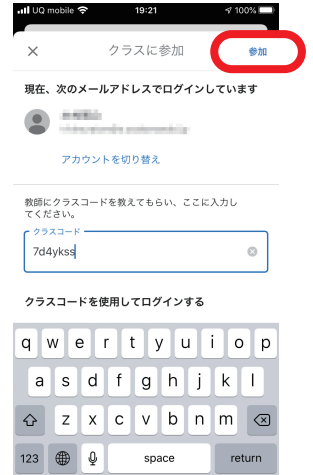 UQ mobile 19:21 100%
× クラスに参加 参加
現在、次のメールアドレスでログインしています
アカウントを切り替え
教師にクラスコードを教えてもらい、ここに入力し
てください。
クラスコード
7d4ykss
クラスコードを使用してログインする
q w e r t y u i o p
a s d f g h j k l
z x c v b n m
123 space return